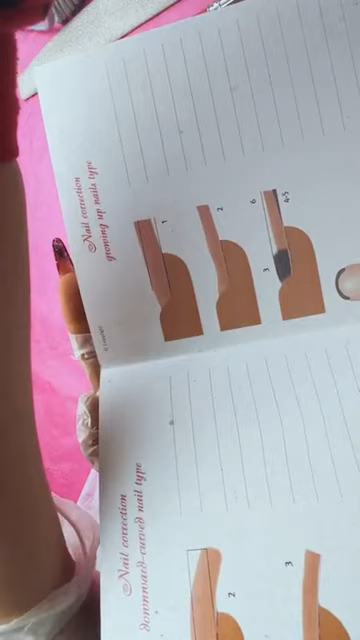 Nail correction
growing up nails type
1
2
3
6
4-5
Nail correction
downward-curved nail type
2
3